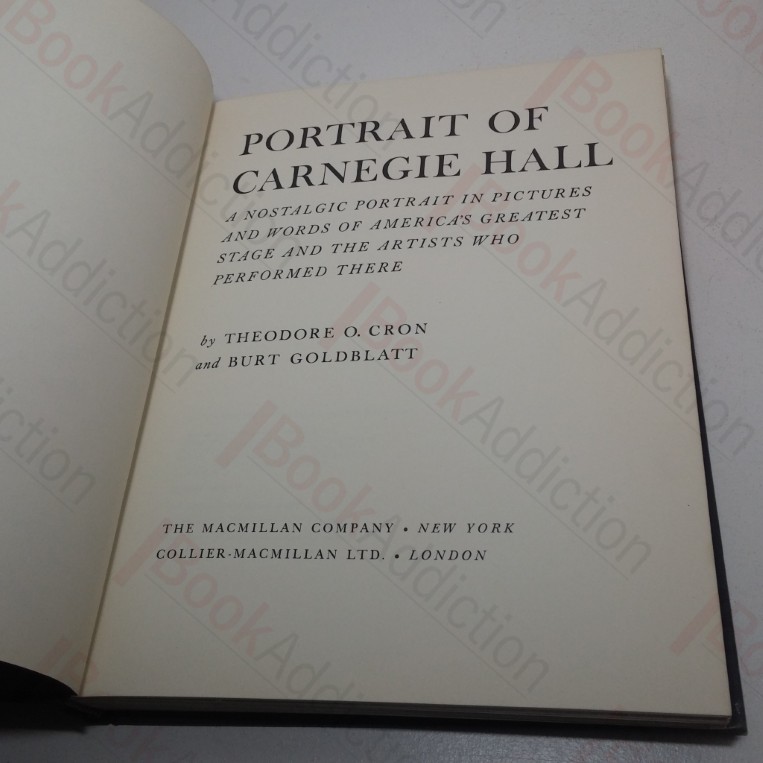 PORTRAIT OF
CARNEGIE HALL
A NOSTALGIC PORTRAIT IN PICTURES
AND WORDS OF AMERICA'S GREATEST
STAGE AND THE ARTISTS WHO
PERFORMED THERE
by THEODORE O. CRON
and BURT GOLDBLATT
THE MACMILLAN COMPANY • NEW YORK
COLLIER-MACMILLAN LTD. • LONDON
BookAddiction